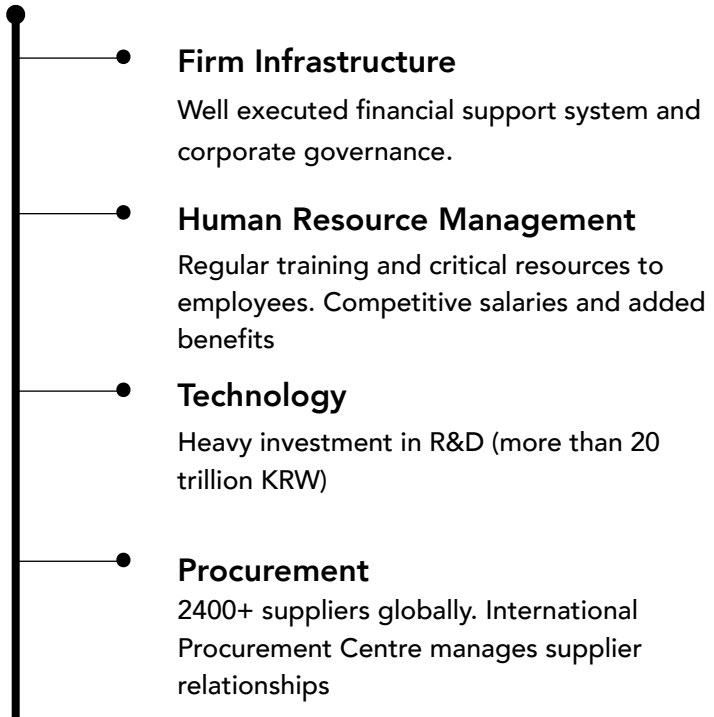 Firm Infrastructure
Well executed financial support system and
corporate governance.
Human Resource Management
Regular training and critical resources to
employees. Competitive salaries and added
benefits
Technology
Heavy investment in R&D (more than 20
trillion KRW)
Procurement
2400+ suppliers globally. International
Procurement Centre manages supplier
relationships